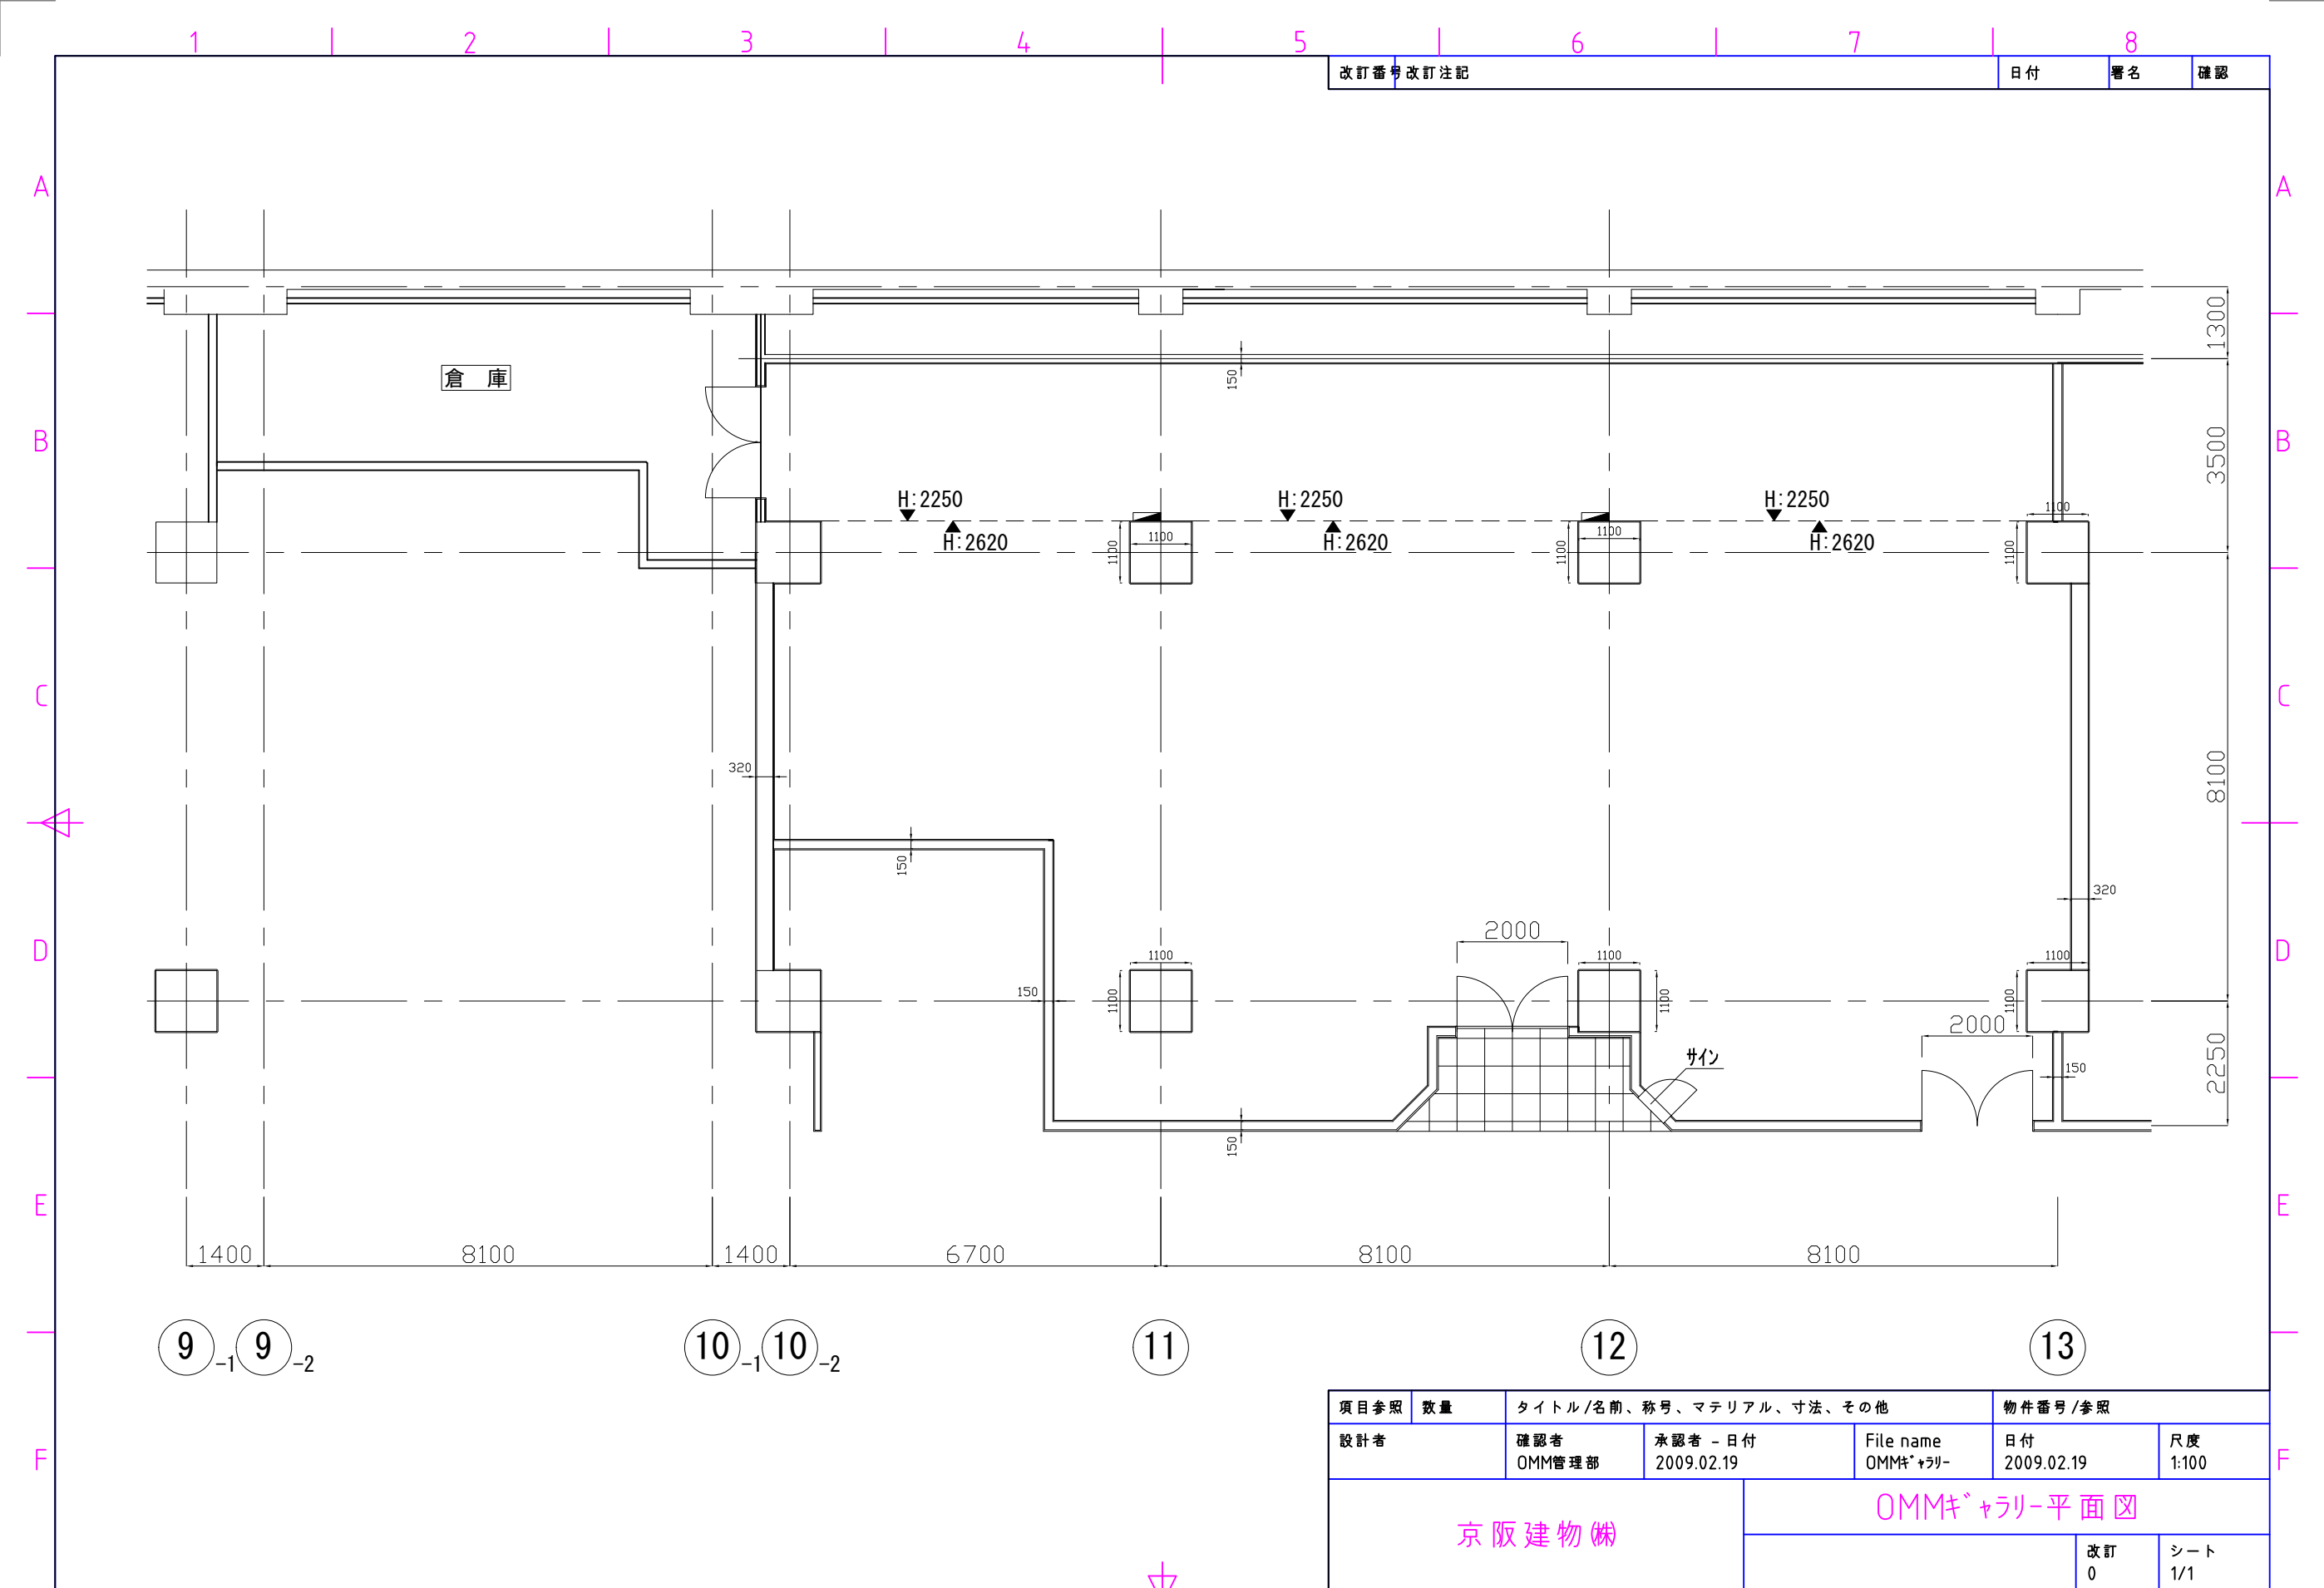 1 2 3 4 5 6 7 8
改訂番号 改訂注記 日付 署名 確認
A A
1300
倉 庫
150
B B
3500
H:2250 H:2250 H:2250
1100
H:2620 H:2620 H:2620
1100 1100 1100 1100 1100
C C
320
8100
150
320
D D
2000
1100 1100 1100
150 1100 1100 1100
2000
サイン
2250
150
150
E E
1400 8100 1400 6700 8100 8100
9-1 9-2 10-1 10-2 11 12 13
項目参照 数量 タイトル/名前、称号、マテリアル、寸法、その他 物件番号/参照
設計者 確認者 承認者 - 日付 File name 日付 尺度
OMM管理部 2009.02.19 OMMギャラリー 2009.02.19 1:100
F F
OMMギャラリー平面図
京阪建物㈱
改訂 シート
0 1/1